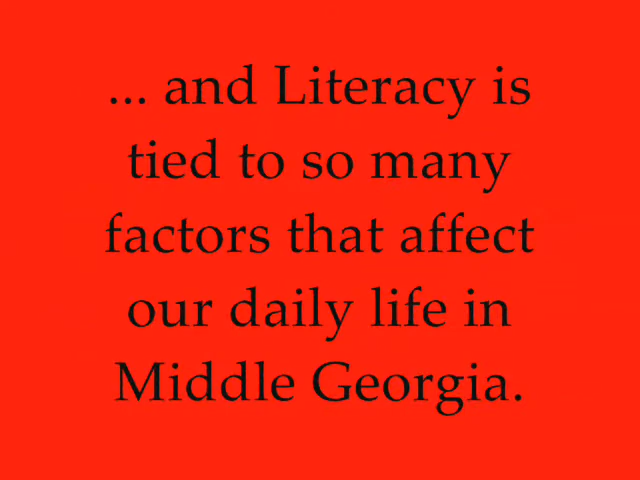 ... and Literacy is
tied to so many
factors that affect
our daily life in
Middle Georgia.